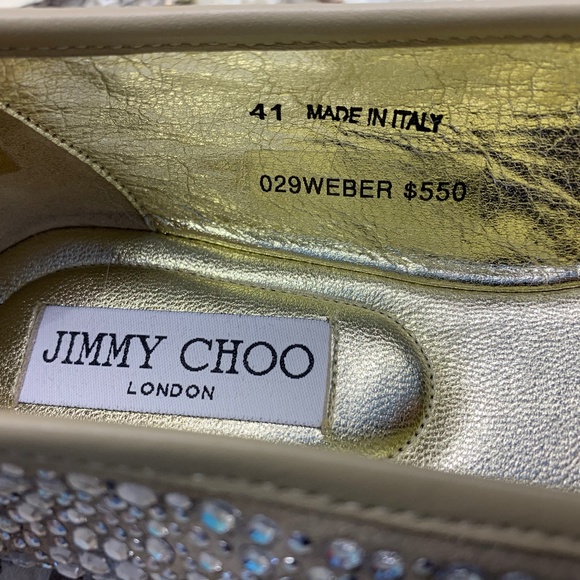 41 MADE IN ITALY
029WEBER $550
JIMMY CHOO
LONDON